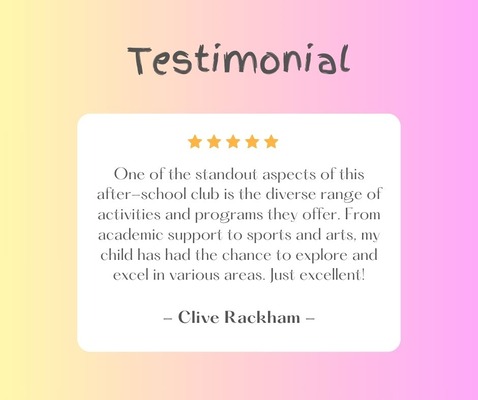 Testimonial
One of the standout aspects of this
after-school club is the diverse range of
activities and programs they offer. From
academic support to sports and arts, my
child has had the chance to explore and
excel in various areas. Just excellent!
- Clive Rackham -